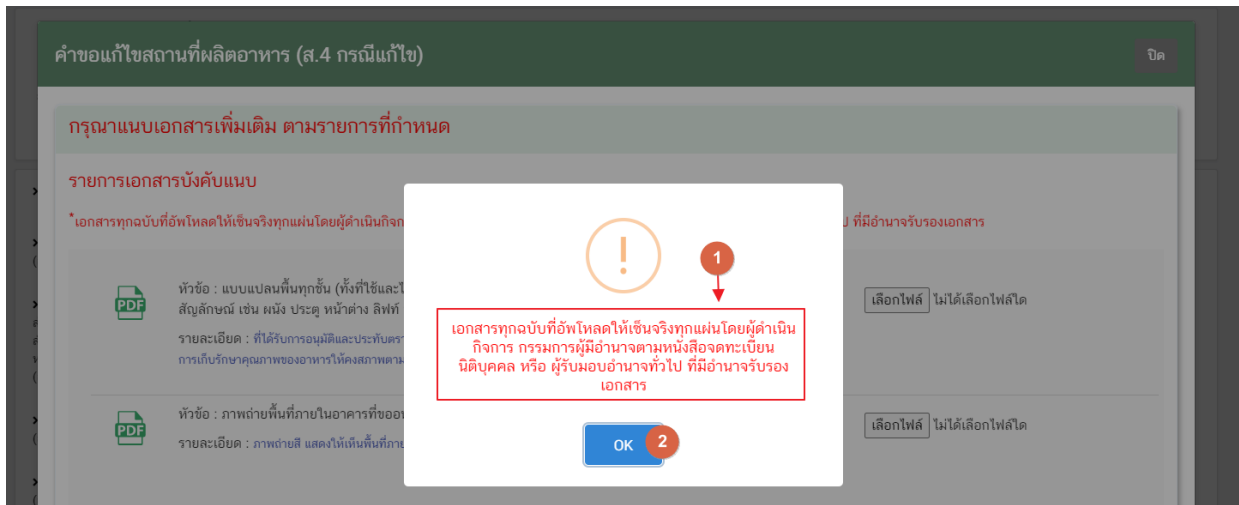 คำขอแก้ไขสถานที่ผลิตอาหาร (ส.4 กรณีแก้ไข)
ปิด
กรุณาแนบเอกสารเพิ่มเติม ตามรายการที่กำหนด
รายการเอกสารบังคับแนบ
*เอกสารทุกฉบับที่อัพโหลดให้เซ็นจริงทุกแผ่นโดยผู้ดำเนินกิจก
ที่มีอำนาจรับรองเอกสาร
PDF
หัวข้อ : แบบแปลนพื้นทุกชั้น (ทั้งที่ใช้และไ
สัญลักษณ์ เช่น ผนัง ประตู หน้าต่าง ลิฟท์
รายละเอียด : ที่ได้รับการอนุมัติและประทับตรา
การเก็บรักษาคุณภาพของอาหารให้คงสภาพตาม
เลือกไฟล์ ไม่ได้เลือกไฟล์ใด
PDF
หัวข้อ : ภาพถ่ายพื้นที่ภายในอาคารที่ขออน
รายละเอียด : ภาพถ่ายสี แสดงให้เห็นพื้นที่ภาย
เลือกไฟล์ ไม่ได้เลือกไฟล์ใด
!
1
เอกสารทุกฉบับที่อัพโหลดให้เซ็นจริงทุกแผ่นโดยผู้ดำเนิน
กิจการ กรรมการผู้มีอำนาจตามหนังสือจดทะเบียน
นิติบุคคล หรือ ผู้รับมอบอำนาจทั่วไป ที่มีอำนาจรับรอง
เอกสาร
OK
2